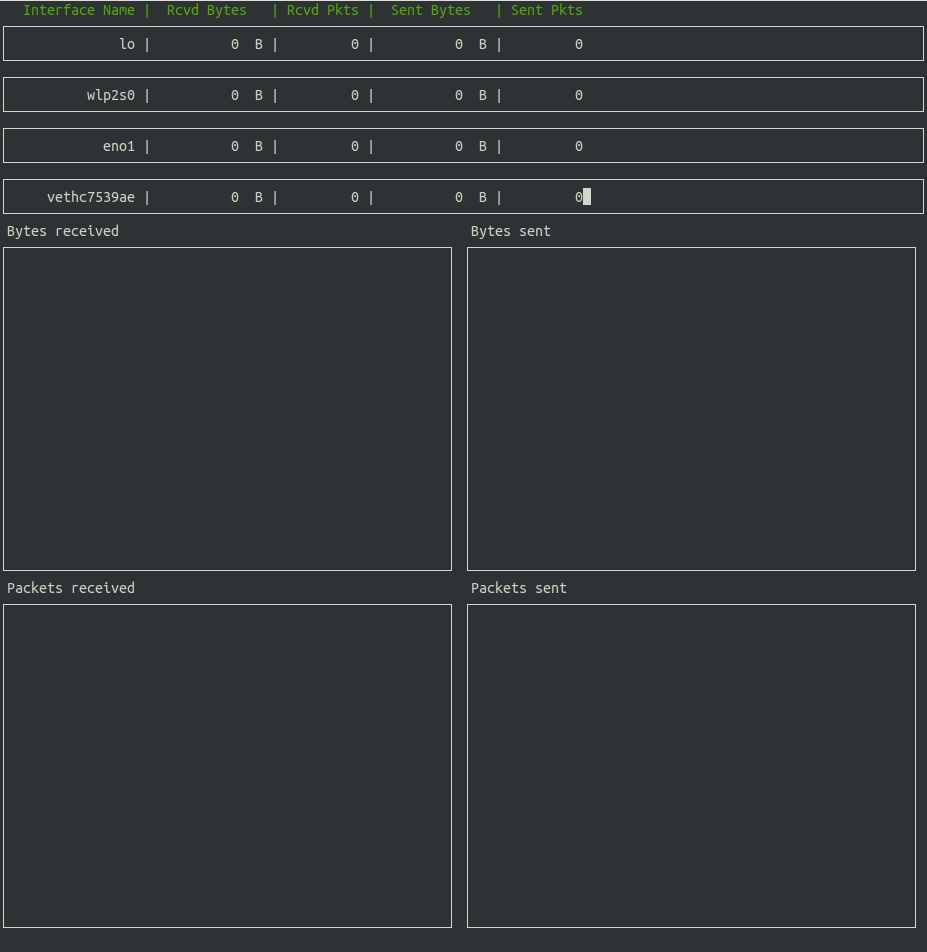 Interface Name | Rcvd Bytes | Rcvd Pkts | Sent Bytes | Sent Pkts
lo | 0 B | 0 | 0 B | 0
wlp2s0 | 0 B | 0 | 0 B | 0
eno1 | 0 B | 0 | 0 B | 0
vethc7539ae | 0 B | 0 | 0 B | 0
Bytes received
Bytes sent
Packets received
Packets sent